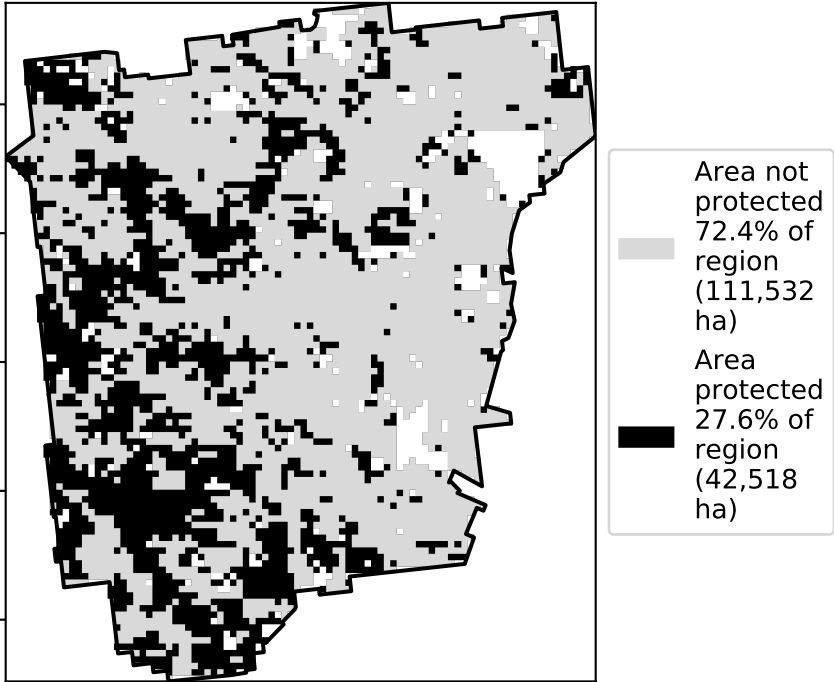 Area not
protected
72.4% of
region
(111,532
ha)
Area
protected
27.6% of
region
(42,518
ha)